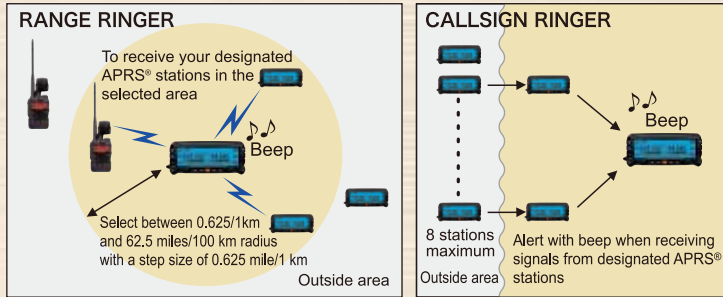 RANGE RINGER
To receive your designated
APRS® stations in the
selected area
Beep
Select between 0.625/1km
and 62.5 miles/100 km radius
with a step size of 0.625 mile/1 km
Outside area
CALLSIGN RINGER
Beep
8 stations
maximum
Outside area
Alert with beep when receiving
signals from designated APRS®
stations